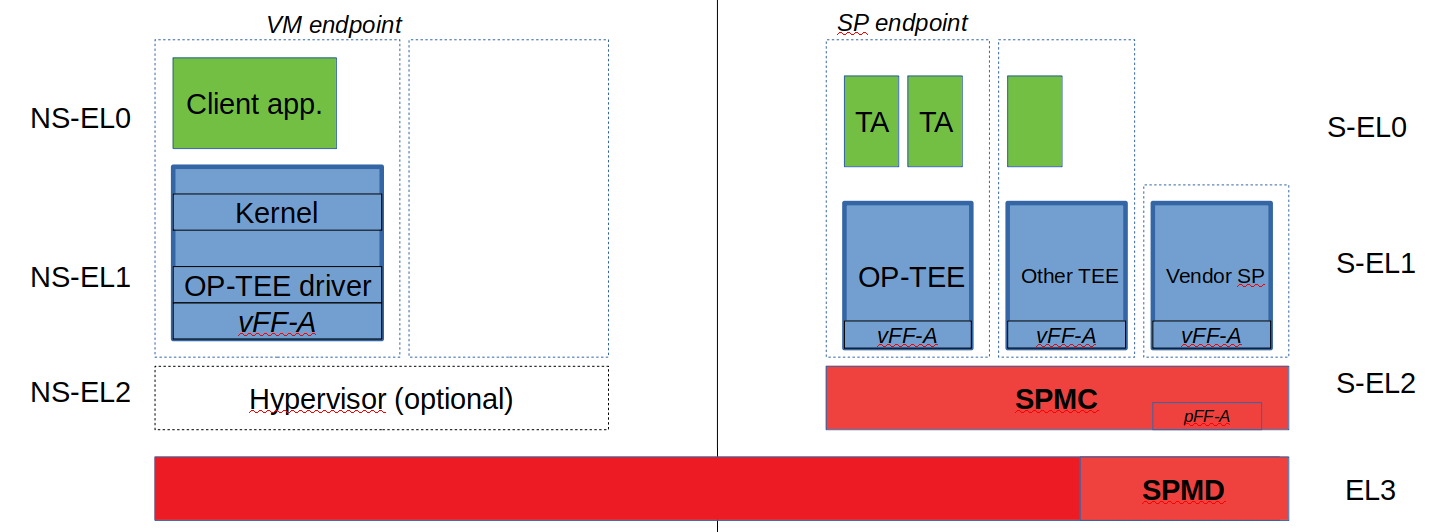 VM endpoint
SP endpoint
NS-EL0
Client app.
TA
TA
S-EL0
Kernel
NS-EL1
OP-TEE driver
vFF-A
OP-TEE
vFF-A
Other TEE
vFF-A
Vendor SP
vFF-A
S-EL1
NS-EL2
Hypervisor (optional)
SPMC
pFF-A
S-EL2
SPMD
EL3